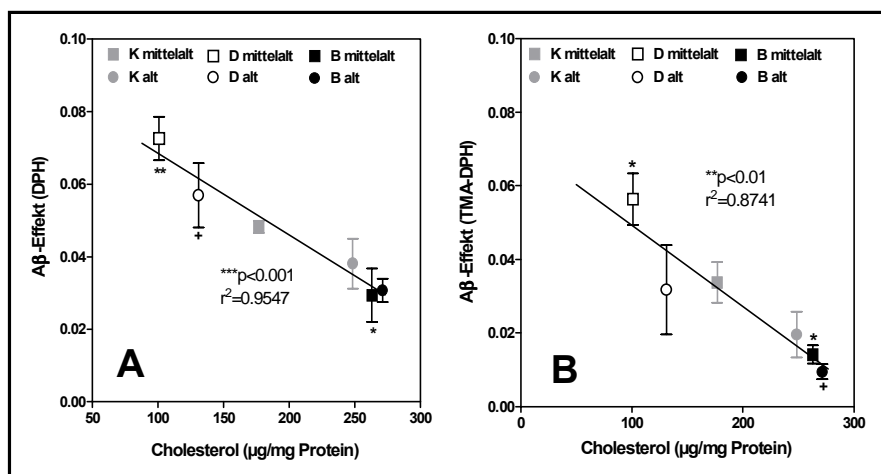 K mittelalt D mittelalt B mittelalt
K alt D alt B alt
0.10
0.08
0.06
0.04
0.02
0.00
Aβ-Effekt (DPH)
**
+
*
***p<0.001
r²=0.9547
A
50 100 150 200 250 300
Cholesterol (µg/mg Protein)
K mittelalt D mittelalt B mittelalt
K alt D alt B alt
0.10
0.08
0.06
0.04
0.02
0.00
Aβ-Effekt (TMA-DPH)
*
**p<0.01
r²=0.8741
*
+
B
0 100 200 300
Cholesterol (µg/mg Protein)